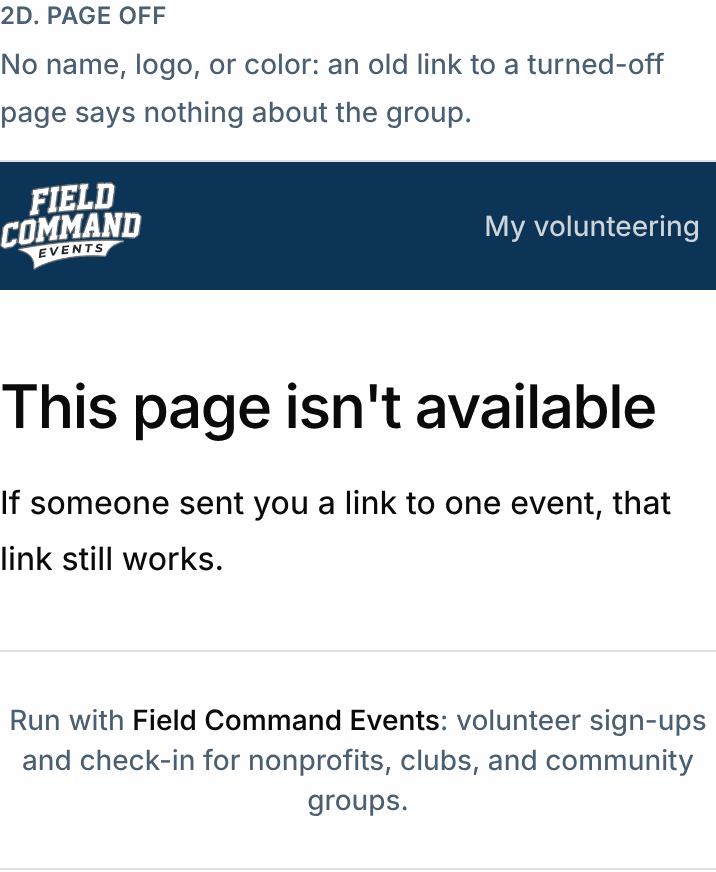 2D. PAGE OFF
No name, logo, or color: an old link to a turned-off
page says nothing about the group.
FIELD
COMMAND
EVENTS
My volunteering
This page isn't available
If someone sent you a link to one event, that
link still works.
Run with Field Command Events: volunteer sign-ups
and check-in for nonprofits, clubs, and community
groups.